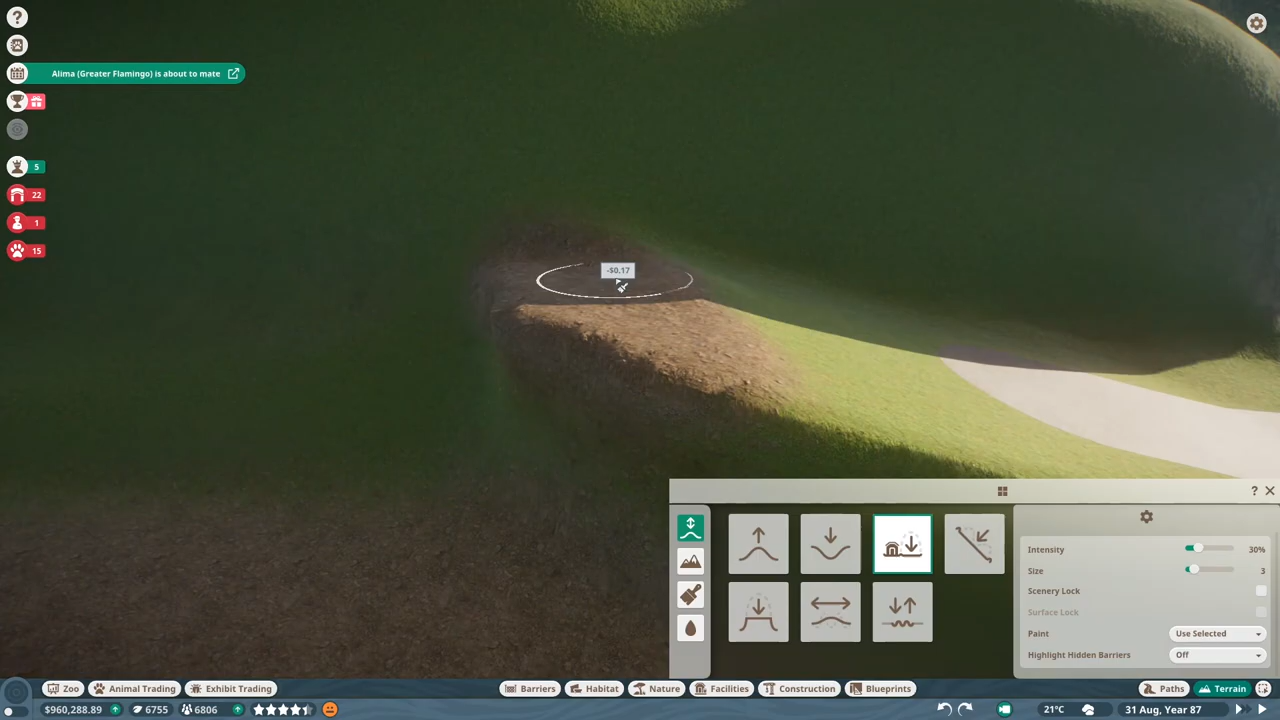 ?
Alima (Greater Flamingo) is about to mate
5
22
1
15
-$0.17
?
Intensity 30%
Size 3
Scenery Lock
Surface Lock
Paint Use Selected
Highlight Hidden Barriers Off
Zoo Animal Trading Exhibit Trading Barriers Habitat Nature Facilities Construction Blueprints Paths Terrain
$960,288.89 6755 6806 21°C 31 Aug, Year 87